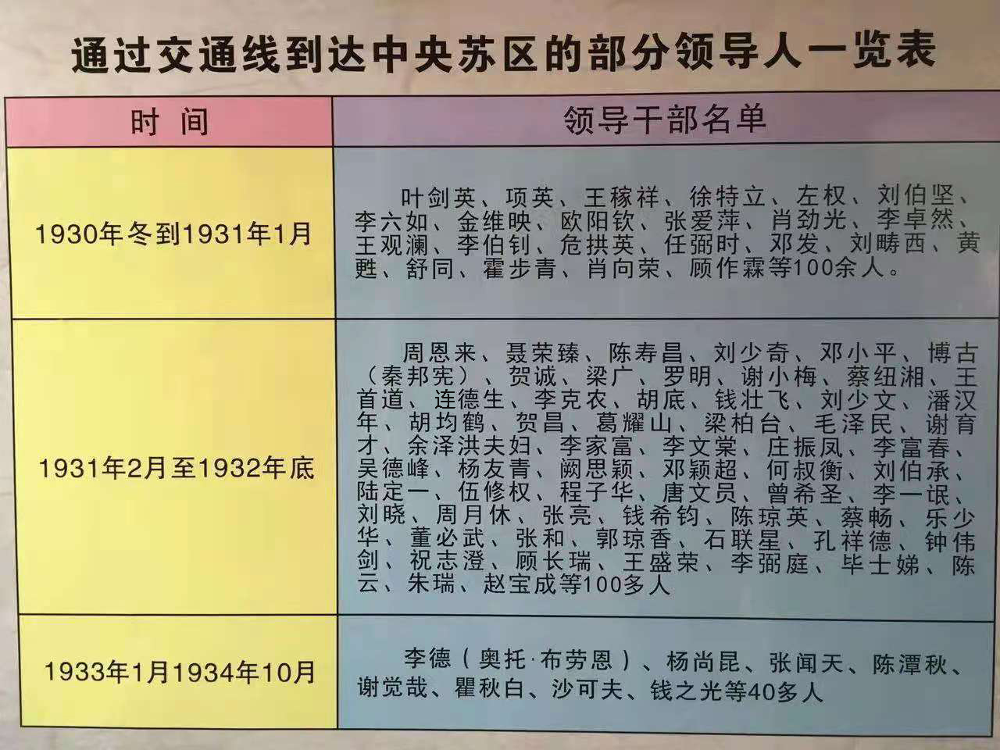 通过交通线到达中央苏区的部分领导人一览表
时 间
领导干部名单
1930年冬到1931年1月
叶剑英、项英、王稼祥、徐特立、左权、刘伯坚、
李六如、金维映、欧阳钦、张爱萍、肖劲光、李卓然、
王观澜、李伯钊、危拱英、任弼时、邓发、刘畴西、黄
甦、舒同、霍步青、肖向荣、顾作霖等100余人。
1931年2月至1932年底
周恩来、聂荣臻、陈寿昌、刘少奇、邓小平、博古
（秦邦宪）、贺诚、梁广、罗明、谢小梅、蔡纽湘、王
首道、连德生、李克农、胡底、钱壮飞、刘少文、潘汉
年、胡均鹤、贺昌、葛耀山、梁柏台、毛泽民、谢育
才、余泽洪夫妇、李家富、李文棠、庄振凤、李富春、
吴德峰、杨友青、阙思颖、邓颖超、何叔衡、刘伯承、
陆定一、伍修权、程子华、唐文员、曾希圣、李一氓、
刘晓、周月休、张亮、钱希钧、陈琼英、蔡畅、乐少
华、董必武、张和、郭琼香、石联星、孔祥德、钟伟
剑、祝志澄、顾长瑞、王盛荣、李弼庭、毕士娣、陈
云、朱瑞、赵宝成等100多人
1933年1月1934年10月
李德（奥托·布劳恩）、杨尚昆、张闻天、陈潭秋、
谢觉哉、瞿秋白、沙可夫、钱之光等40多人